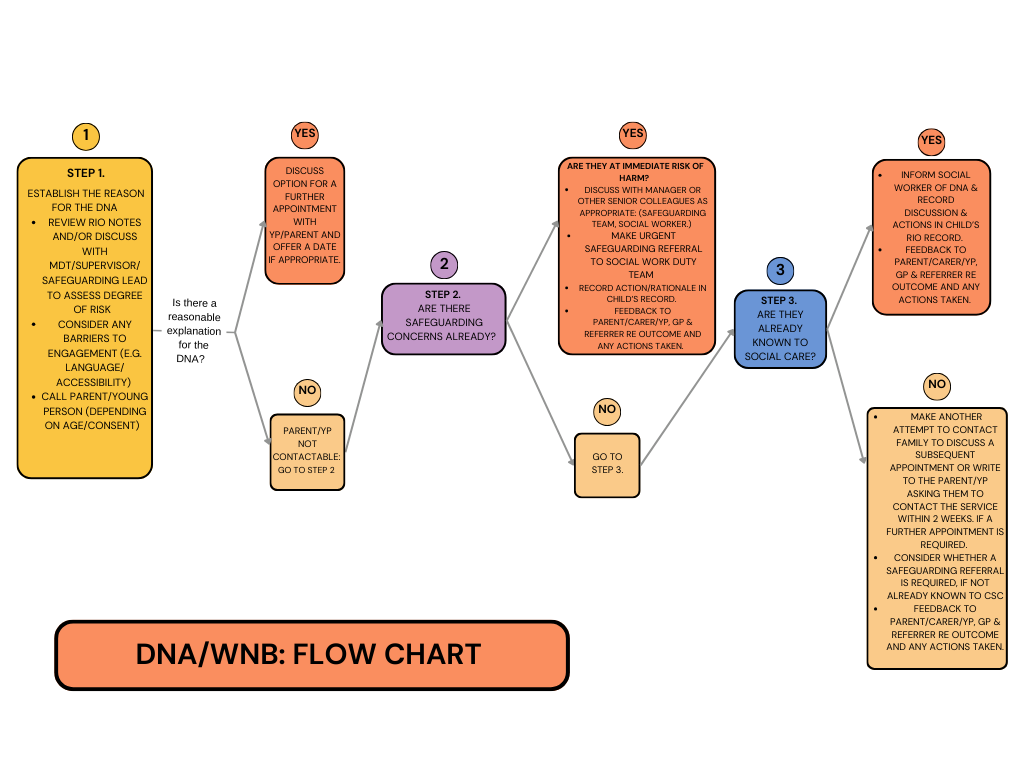 1
STEP 1.
ESTABLISH THE REASON
FOR THE DNA
• REVIEW RIO NOTES
AND/OR DISCUSS
WITH
MDT/SUPERVISOR/
SAFEGUARDING LEAD
TO ASSESS DEGREE
OF RISK
• CONSIDER ANY
BARRIERS TO
ENGAGEMENT (E.G.
LANGUAGE/
ACCESSIBILITY)
• CALL PARENT/YOUNG
PERSON (DEPENDING
ON AGE/CONSENT)
Is there a
reasonable
explanation
for the
DNA?
YES
DISCUSS
OPTION FOR A
FURTHER
APPOINTMENT
WITH
YP/PARENT AND
OFFER A DATE
IF APPROPRIATE.
NO
PARENT/YP
NOT
CONTACTABLE:
GO TO STEP 2
2
STEP 2.
ARE THERE
SAFEGUARDING
CONCERNS ALREADY?
YES
ARE THEY AT IMMEDIATE RISK OF
HARM?
• DISCUSS WITH MANAGER OR
OTHER SENIOR COLLEAGUES AS
APPROPRIATE: (SAFEGUARDING
TEAM, SOCIAL WORKER.)
• MAKE URGENT
SAFEGUARDING REFERRAL
TO SOCIAL WORK DUTY
TEAM
• RECORD ACTION/RATIONALE IN
CHILD'S RECORD.
• FEEDBACK TO
PARENT/CARER/YP, GP &
REFERRER RE OUTCOME AND
ANY ACTIONS TAKEN.
NO
GO TO
STEP 3.
3
STEP 3.
ARE THEY
ALREADY
KNOWN TO
SOCIAL CARE?
YES
• INFORM SOCIAL
WORKER OF DNA &
RECORD
DISCUSSION &
ACTIONS IN CHILD'S
RIO RECORD.
• FEEDBACK TO
PARENT/CARER/YP,
GP & REFERRER RE
OUTCOME AND ANY
ACTIONS TAKEN.
NO
• MAKE ANOTHER
ATTEMPT TO CONTACT
FAMILY TO DISCUSS A
SUBSEQUENT
APPOINTMENT OR WRITE
TO THE PARENT/YP
ASKING THEM TO
CONTACT THE SERVICE
WITHIN 2 WEEKS. IF A
FURTHER APPOINTMENT IS
REQUIRED.
• CONSIDER WHETHER A
SAFEGUARDING REFERRAL
IS REQUIRED, IF NOT
ALREADY KNOWN TO CSC
• FEEDBACK TO
PARENT/CARER/YP, GP &
REFERRER RE OUTCOME
AND ANY ACTIONS TAKEN.
DNA/WNB: FLOW CHART